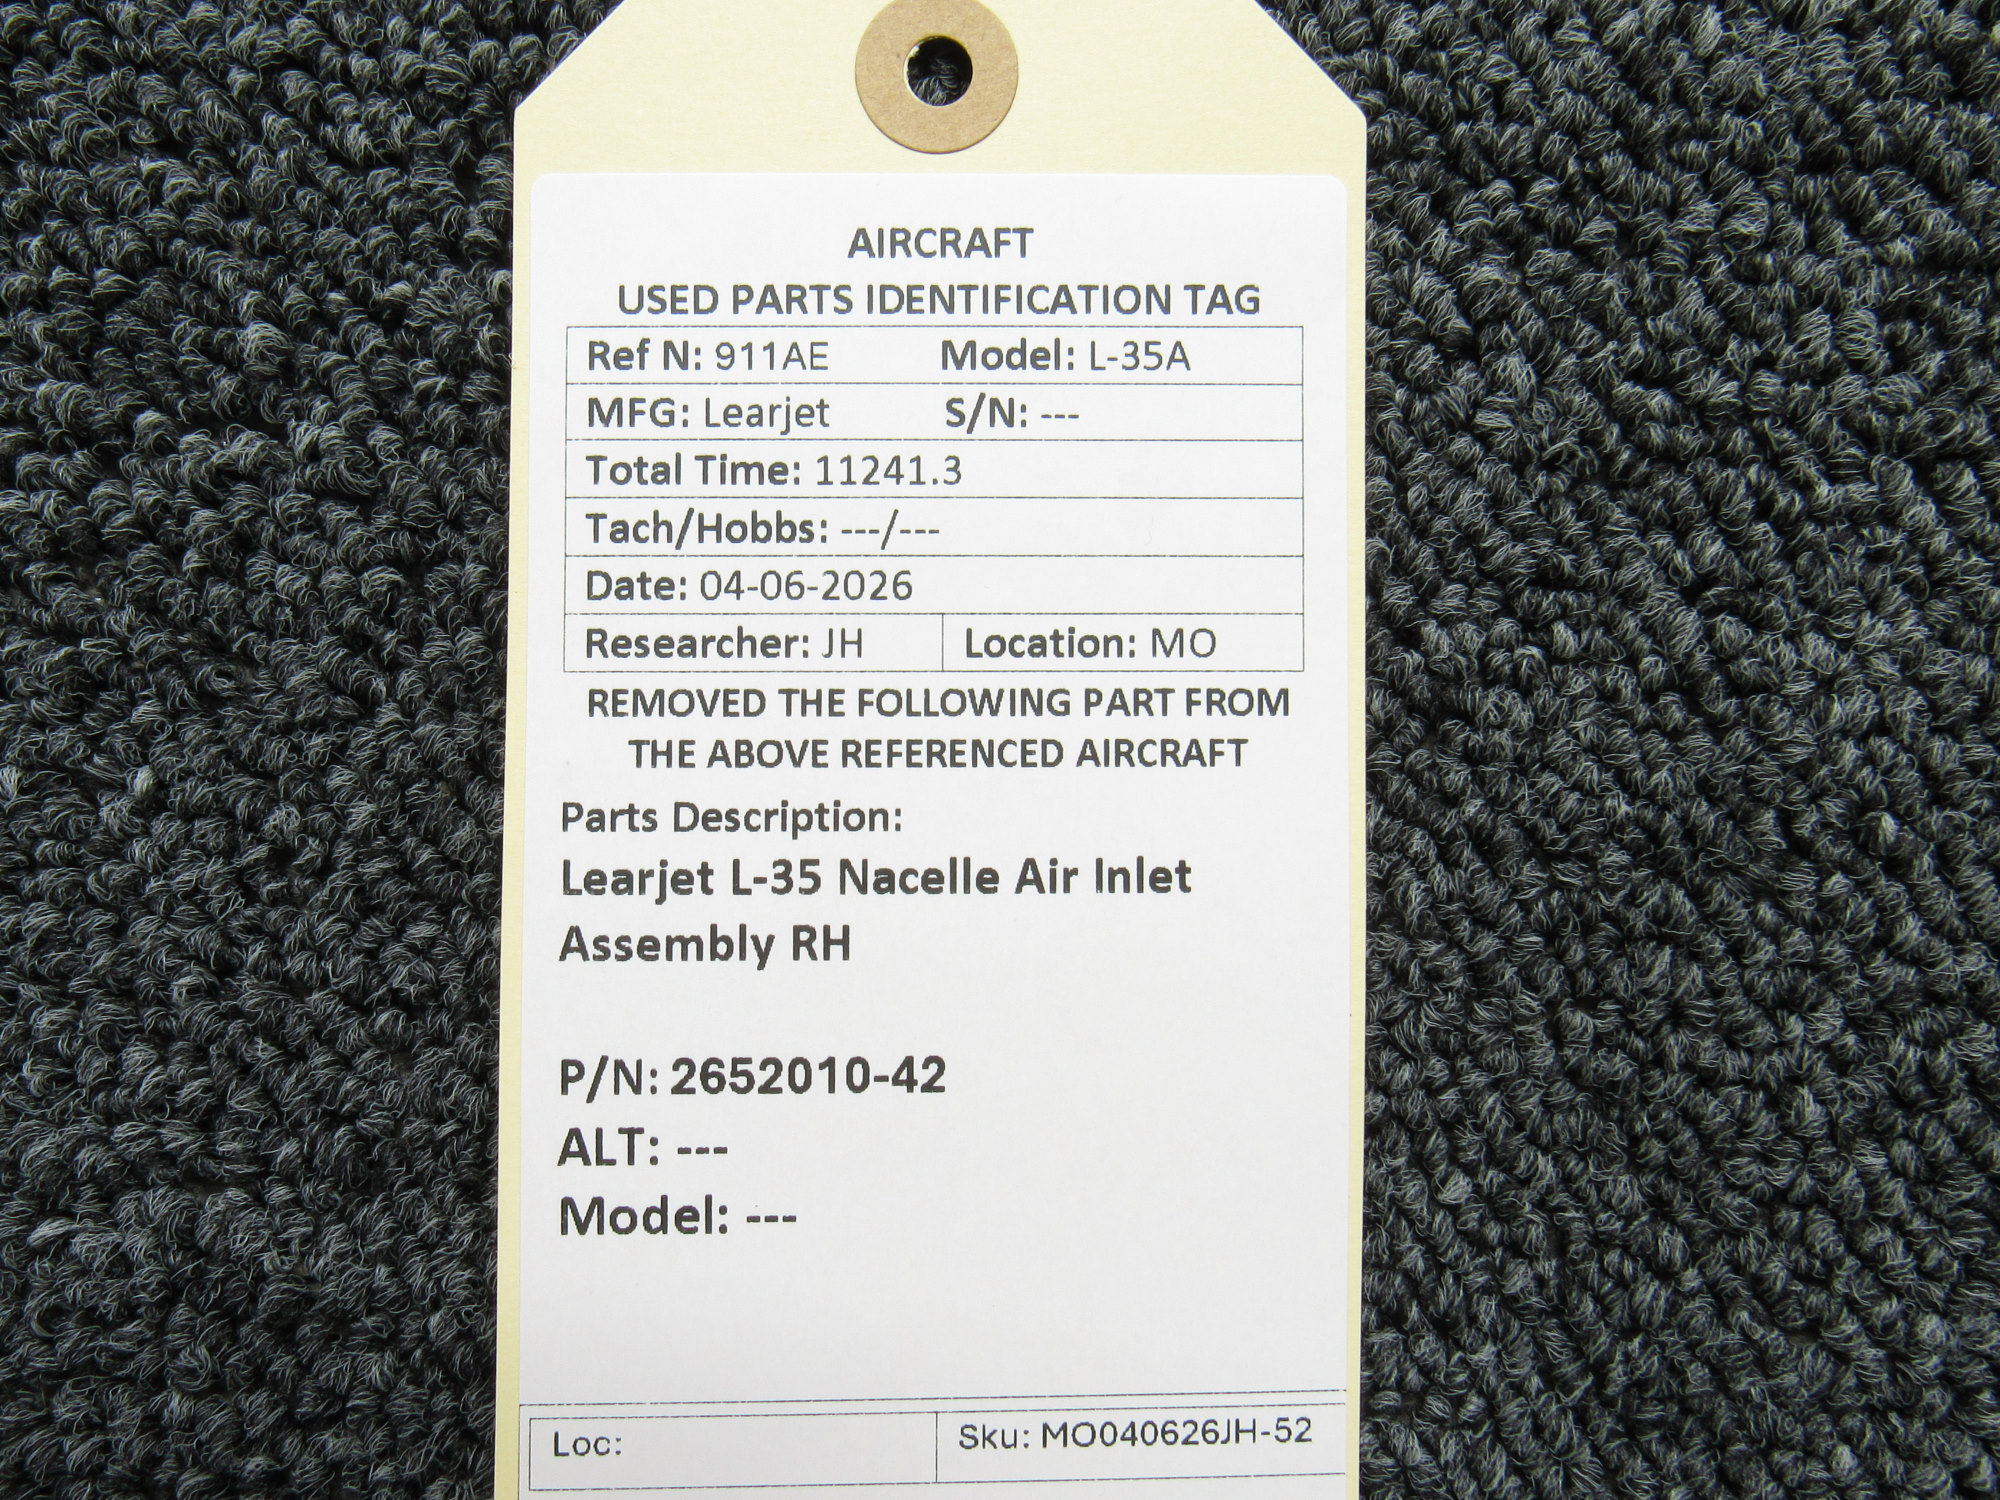 AIRCRAFT
USED PARTS IDENTIFICATION TAG
Ref N: 911AE Model: L-35A
MFG: Learjet S/N: ---
Total Time: 11241.3
Tach/Hobbs: ---/---
Date: 04-06-2026
Researcher: JH Location: MO
REMOVED THE FOLLOWING PART FROM
THE ABOVE REFERENCED AIRCRAFT
Parts Description:
Learjet L-35 Nacelle Air Inlet
Assembly RH
P/N: 2652010-42
ALT: ---
Model: ---
Loc: Sku: MO040626JH-52